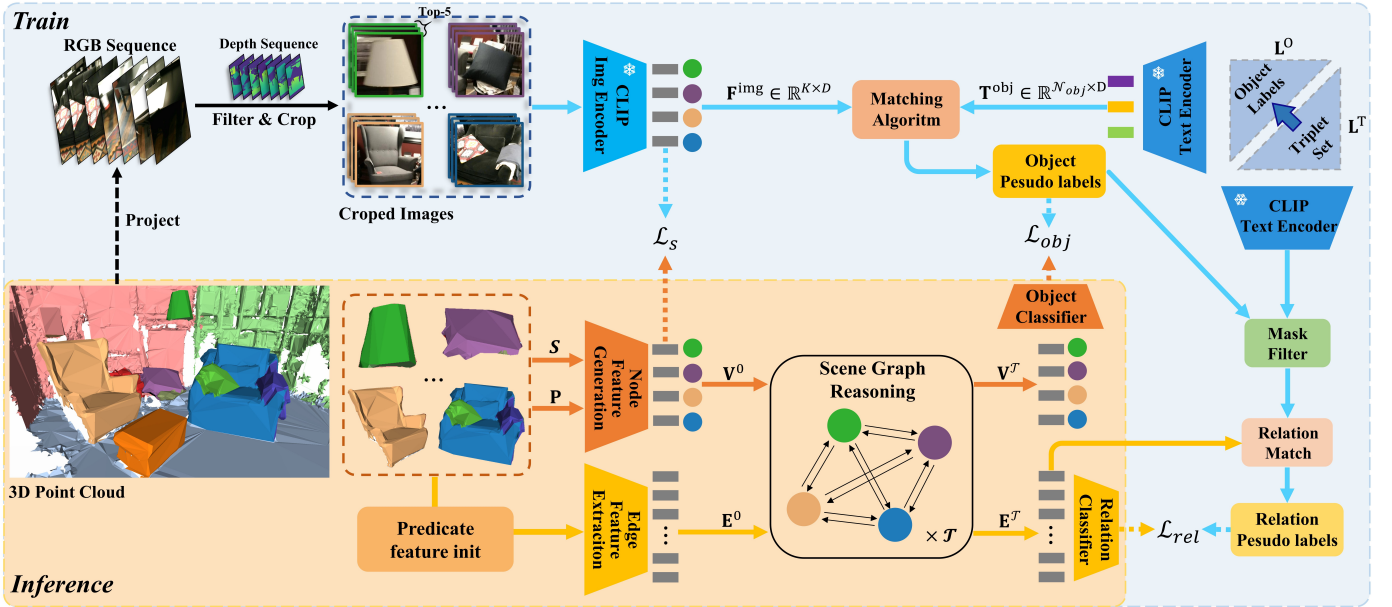 Train
RGB Sequence
Depth Sequence
Filter & Crop
Top-5
...
...
Croped Images
CLIP
Img Encoder
F^img ∈ ℝ^{K×D}
Matching
Algoritm
T^obj ∈ ℝ^{𝒩_obj×D}
CLIP
Text Encoder
L^O
Object
Labels
Triplet
Set
L^T
Object
Pesudo labels
CLIP
Text Encoder
Project
ℒ_s
ℒ_obj
Object
Classifier
Mask
Filter
3D Point Cloud
...
S
P
Node
Feature
Generation
V^0
Scene Graph
Reasoning
× 𝒯
V^𝒯
Relation
Match
Predicate
feature init
Edge
Feature
Extraciton
...
E^0
E^𝒯
...
Relation
Classifier
ℒ_rel
Relation
Pesudo labels
Inference